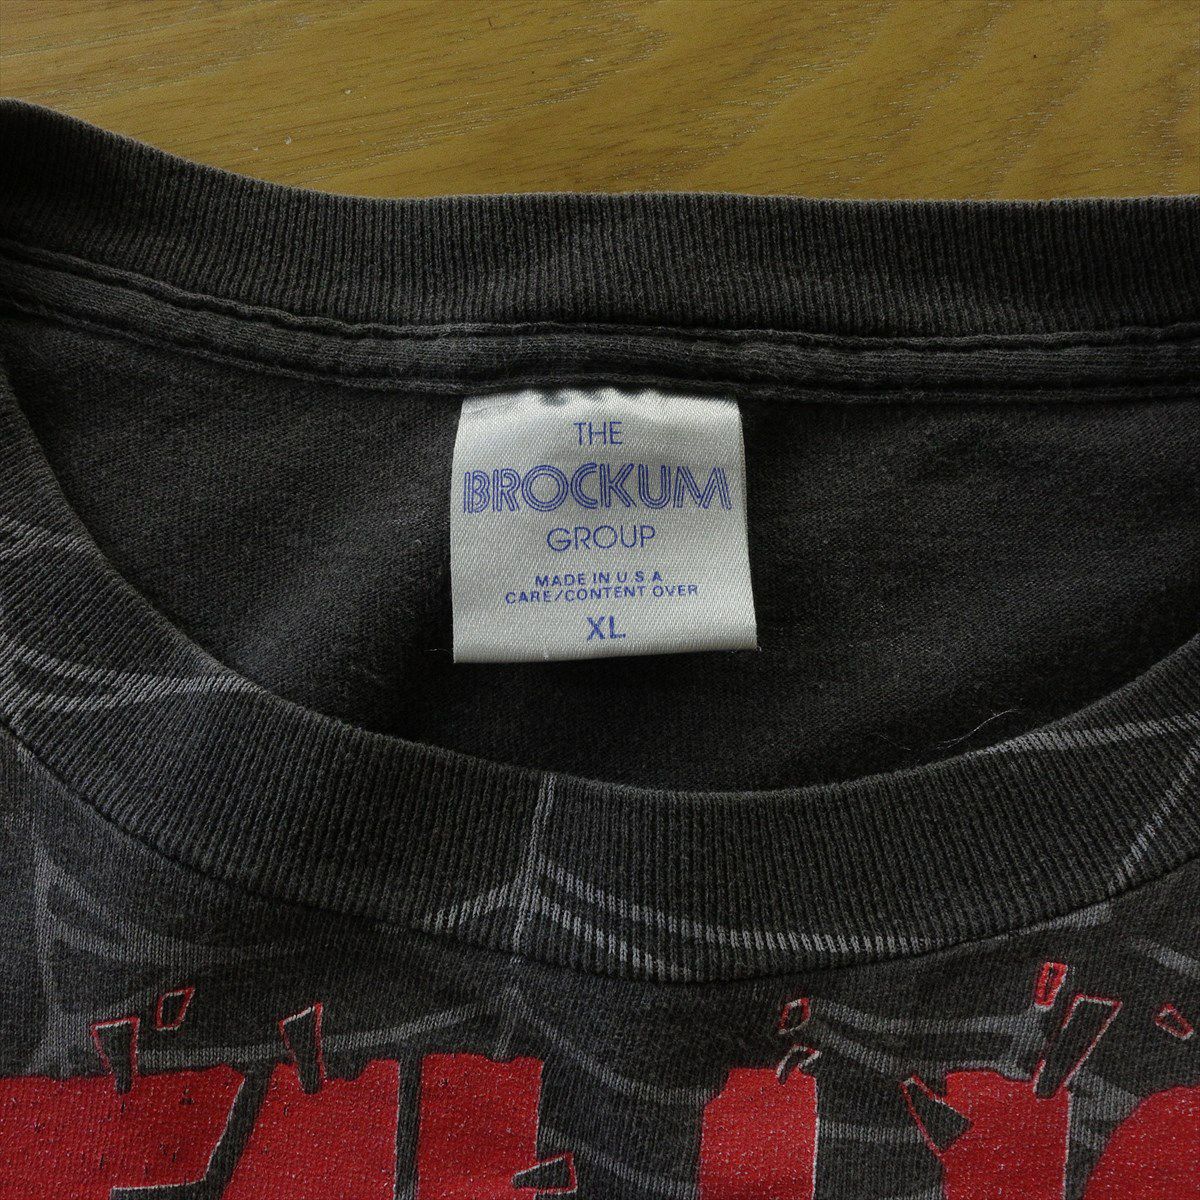 THE
BROCKUM
GROUP
MADE IN U.S.A
CARE/CONTENT OVER
XL